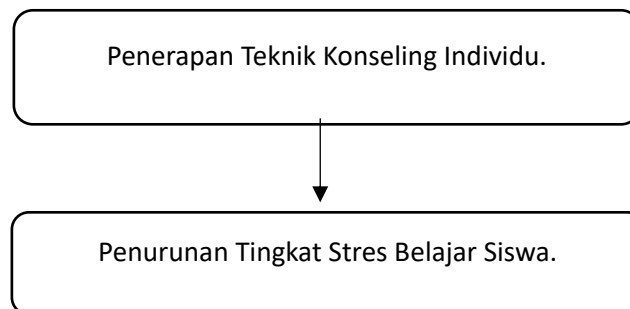 Penerapan Teknik Konseling Individu.
Penurunan Tingkat Stres Belajar Siswa.